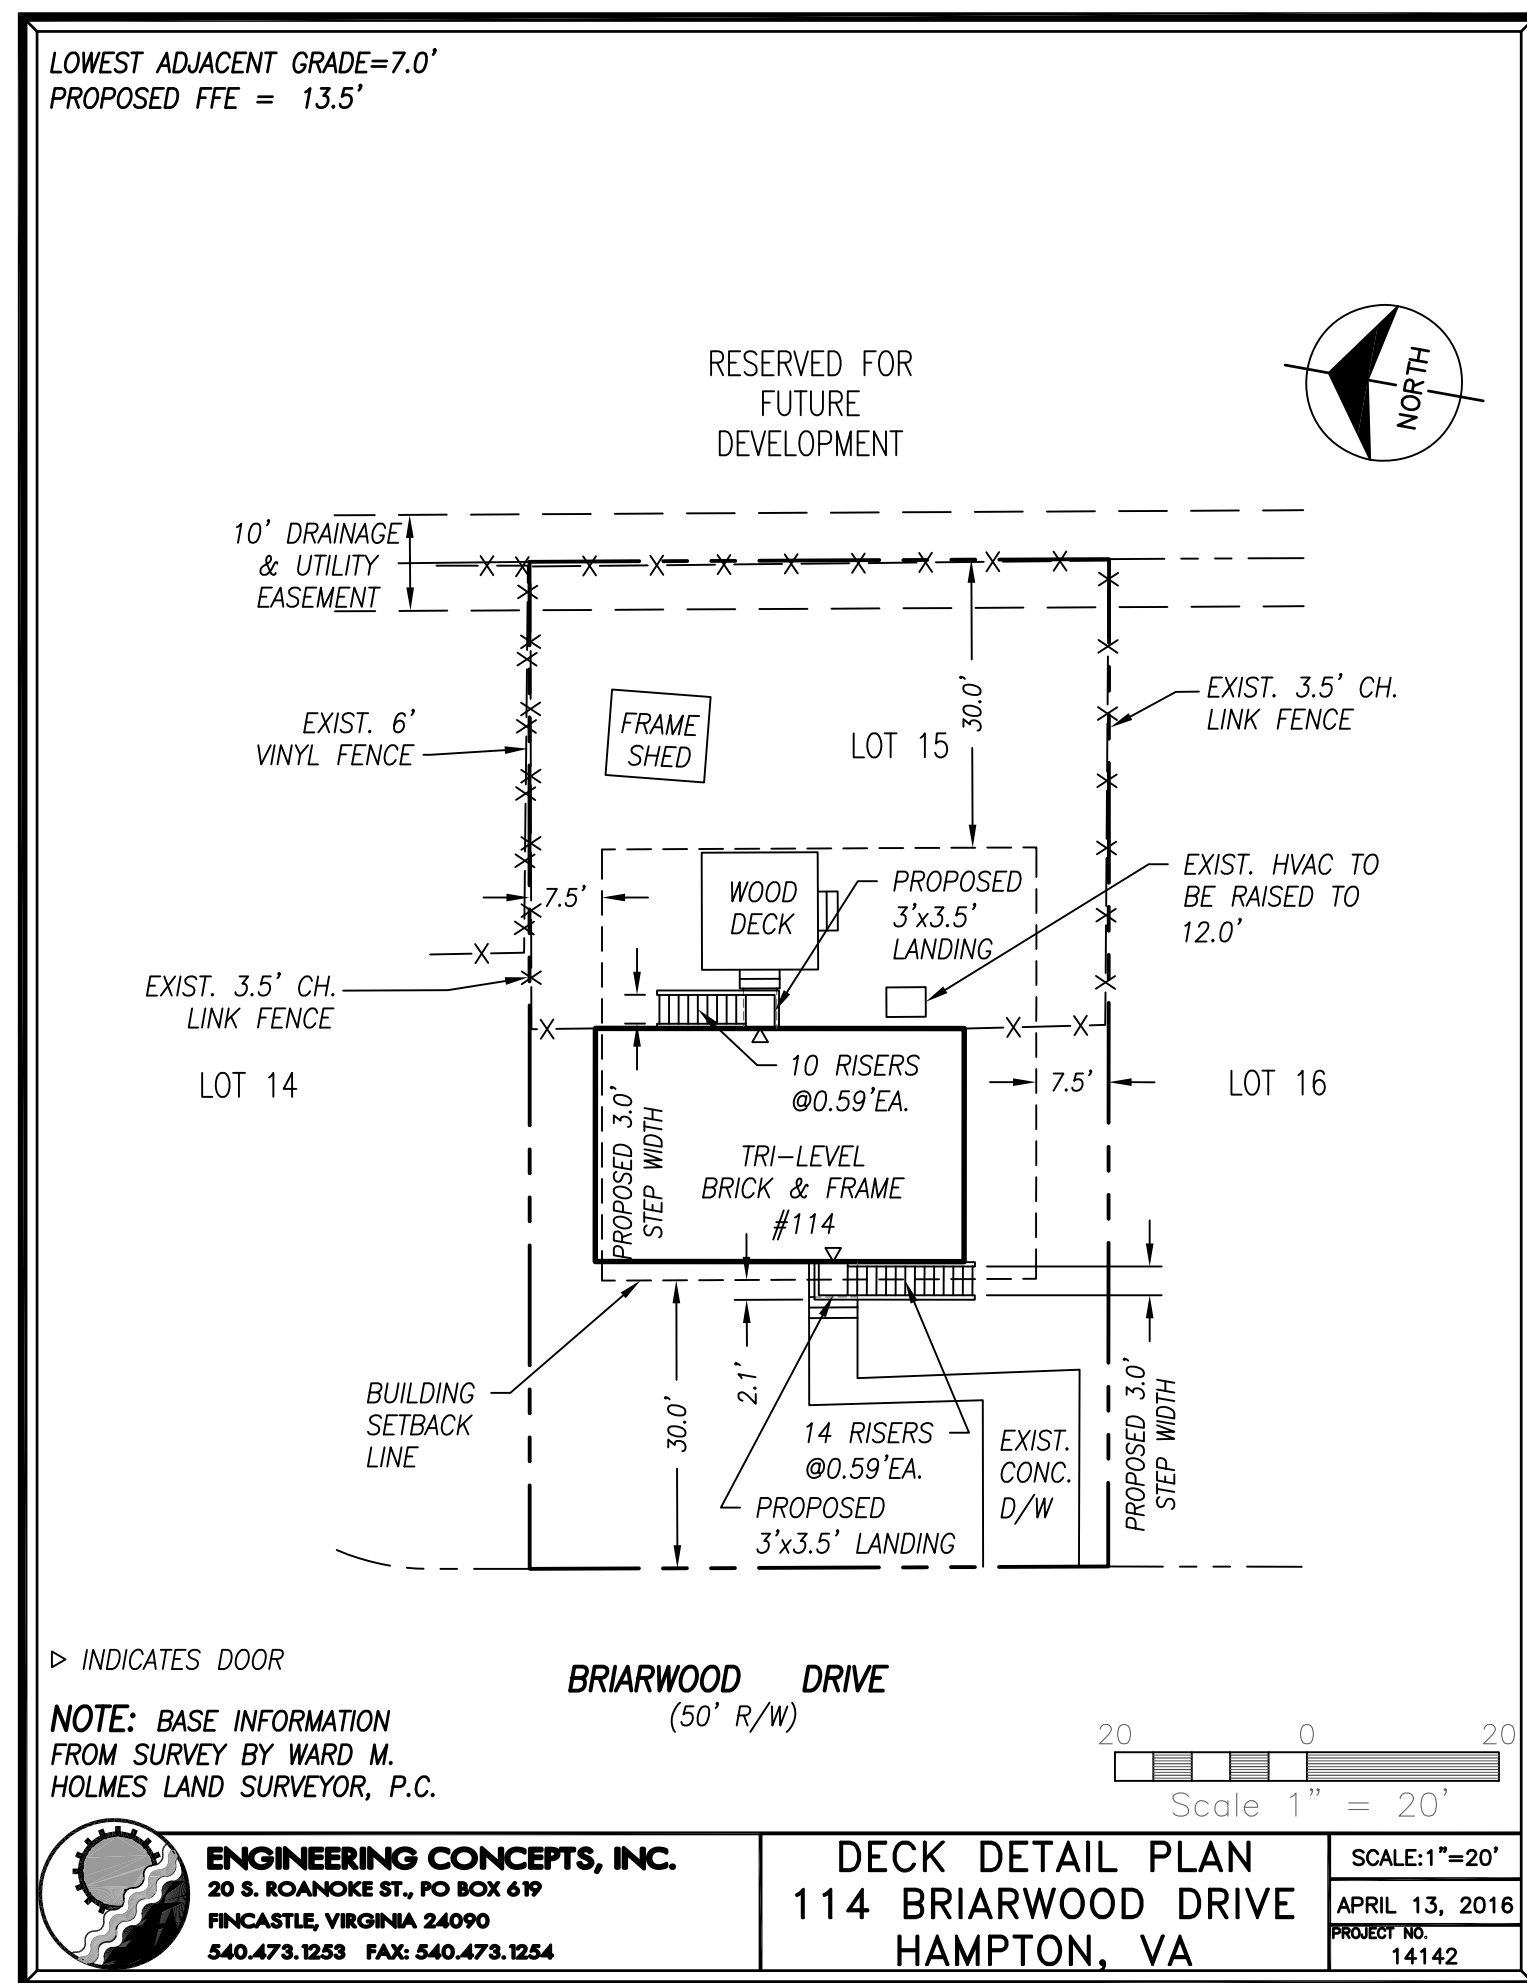 LOWEST ADJACENT GRADE=7.0'
PROPOSED FFE = 13.5'
RESERVED FOR
FUTURE
DEVELOPMENT
NORTH
10' DRAINAGE
& UTILITY
EASEMENT
EXIST. 6'
VINYL FENCE
FRAME
SHED
LOT 15
30.0'
EXIST. 3.5' CH.
LINK FENCE
7.5'
WOOD
DECK
PROPOSED
3'x3.5'
LANDING
EXIST. HVAC TO
BE RAISED TO
12.0'
EXIST. 3.5' CH.
LINK FENCE
LOT 14
10 RISERS
@0.59'EA.
7.5'
LOT 16
PROPOSED 3.0'
STEP WIDTH
TRI-LEVEL
BRICK & FRAME
#114
BUILDING
SETBACK
LINE
30.0'
2.1'
14 RISERS
@0.59'EA.
PROPOSED
3'x3.5' LANDING
EXIST.
CONC.
D/W
PROPOSED 3.0'
STEP WIDTH
INDICATES DOOR
BRIARWOOD DRIVE
(50' R/W)
NOTE: BASE INFORMATION
FROM SURVEY BY WARD M.
HOLMES LAND SURVEYOR, P.C.
20 0 20
Scale 1" = 20'
ENGINEERING CONCEPTS, INC.
20 S. ROANOKE ST., PO BOX 619
FINCASTLE, VIRGINIA 24090
540.473.1253 FAX: 540.473.1254
DECK DETAIL PLAN
114 BRIARWOOD DRIVE
HAMPTON, VA
SCALE:1"=20'
APRIL 13, 2016
PROJECT NO.
14142